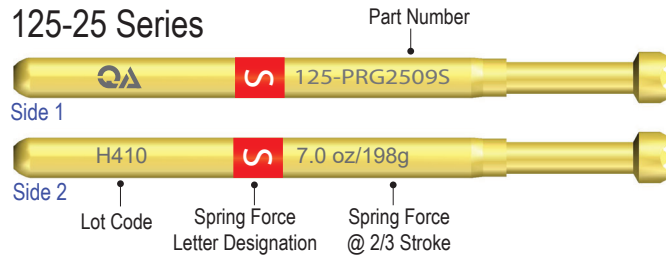 125-25 Series
Part Number
QA
S
125-PRG2509S
Side 1
H410
S
7.0 oz/198g
Side 2
Lot Code
Spring Force
Letter Designation
Spring Force
@ 2/3 Stroke